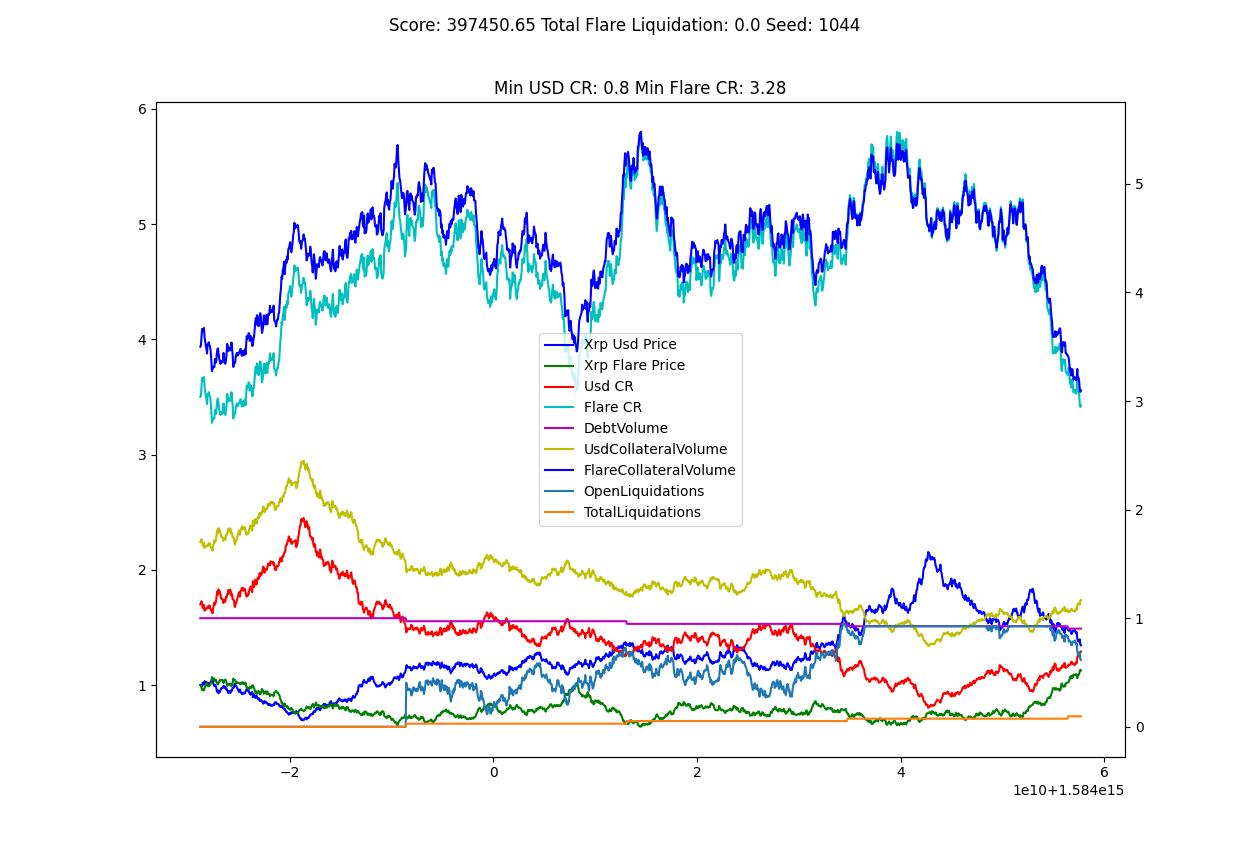 Score: 397450.65 Total Flare Liquidation: 0.0 Seed: 1044
Min USD CR: 0.8 Min Flare CR: 3.28
6
5
4
3
2
1
5
4
3
2
1
0
Xrp Usd Price
Xrp Flare Price
Usd CR
Flare CR
DebtVolume
UsdCollateralVolume
FlareCollateralVolume
OpenLiquidations
TotalLiquidations
−2 0 2 4 6
1e10+1.584e15